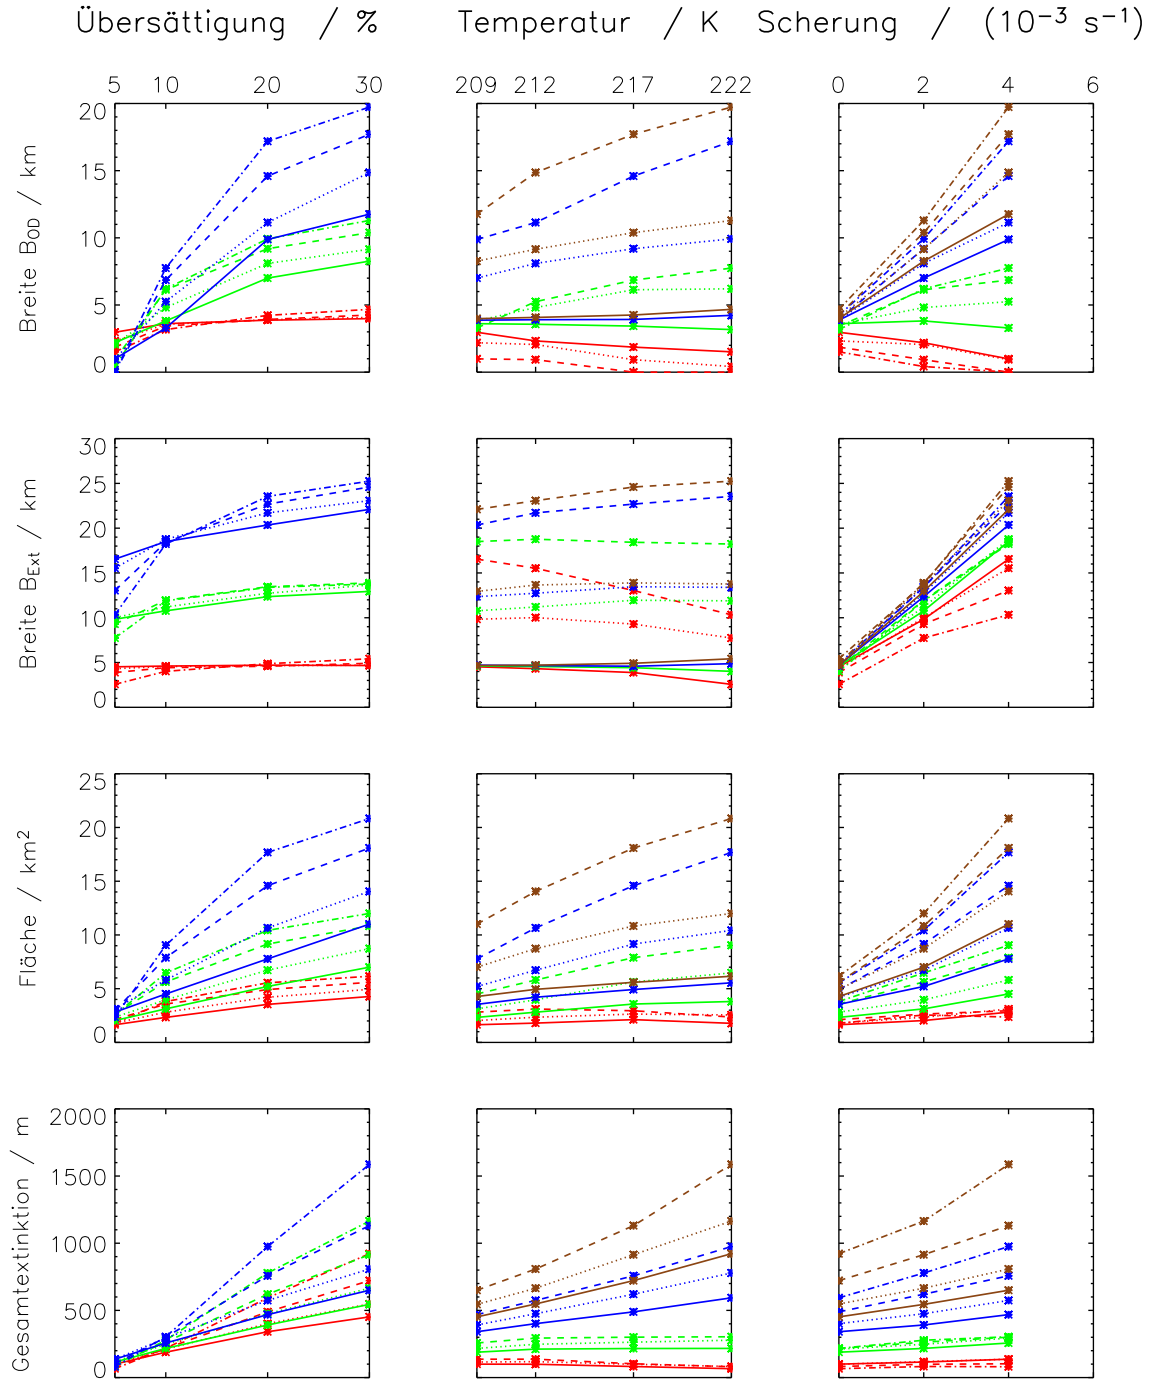 Übersättigung / %
Temperatur / K
Scherung / (10⁻³ s⁻¹)
5 10 20 30
209 212 217 222
0 2 4 6
Breite B_OD / km
20
15
10
5
0
Breite B_Ext / km
30
25
20
15
10
5
0
Fläche / km²
25
20
15
10
5
0
Gesamtextinktion / m
2000
1500
1000
500
0